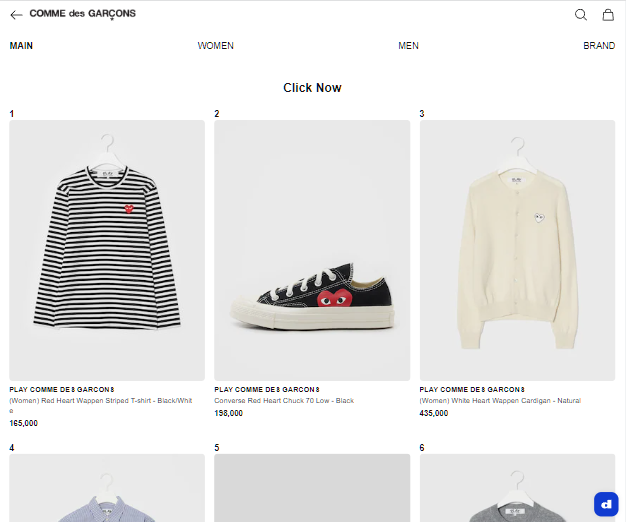 COMME des GARÇONS
MAIN WOMEN MEN BRAND
Click Now
1 2 3
PLAY COMME DES GARCONS
(Women) Red Heart Wappen Striped T-shirt - Black/Whit
e
165,000
PLAY COMME DES GARCONS
Converse Red Heart Chuck 70 Low - Black
198,000
PLAY COMME DES GARCONS
(Women) White Heart Wappen Cardigan - Natural
435,000
4 5 6
d